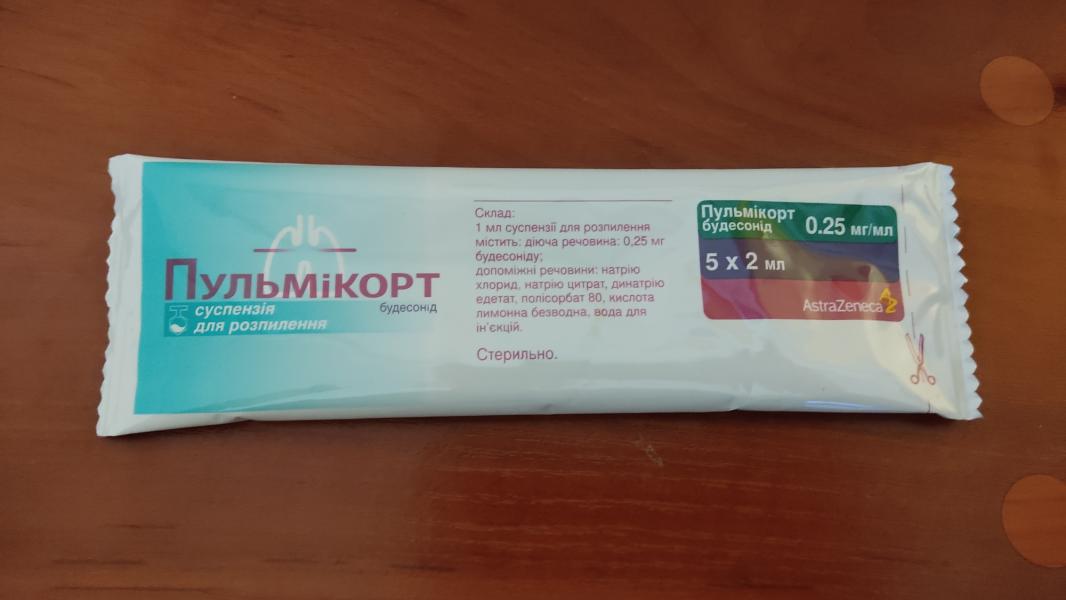 Пульмікорт
будесонід
суспензія
для розпилення
Склад:
1 мл суспензії для розпилення
містить: діюча речовина: 0,25 мг
будесоніду;
допоміжні речовини: натрію
хлорид, натрію цитрат, динатрію
едетат, полісорбат 80, кислота
лимонна безводна, вода для
ін'єкцій.
Стерильно.
Пульмікорт
будесонід 0.25 мг/мл
5 x 2 мл
AstraZeneca